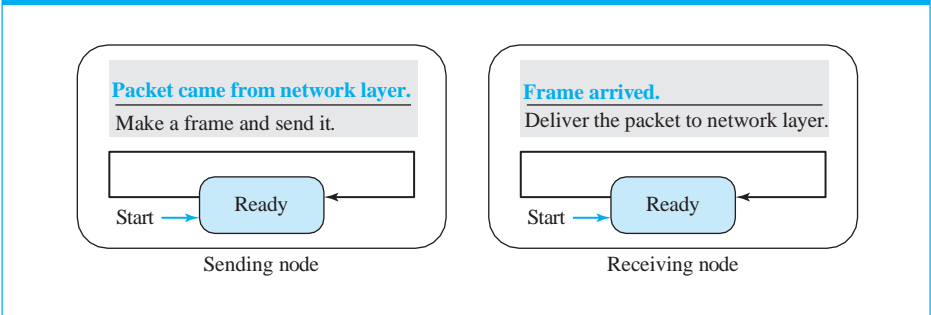 Packet came from network layer.
Make a frame and send it.
Start
Ready
Sending node
Frame arrived.
Deliver the packet to network layer.
Start
Ready
Receiving node